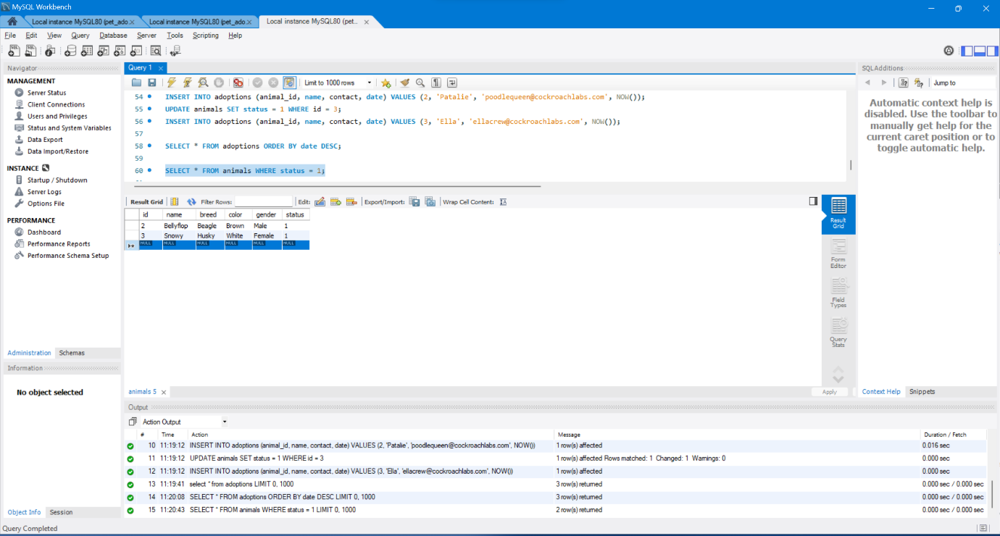 MySQL Workbench
Local instance MySQL80 (pet_ado.x Local instance MySQL80 (pet_ado.x Local instance MySQL80 (pet_.. x
File Edit View Query Database Server Tools Scripting Help
Navigator
MANAGEMENT
Server Status
Client Connections
Users and Privileges
Status and System Variables
Data Export
Data Import/Restore
INSTANCE
Startup / Shutdown
Server Logs
Options File
PERFORMANCE
Dashboard
Performance Reports
Performance Schema Setup
Administration Schemas
Information
No object selected
Object Info Session
Query Completed
Query 1 x
Limit to 1000 rows
54 INSERT INTO adoptions (animal_id, name, contact, date) VALUES (2, 'Patalie', 'poodlequeen@cockroachlabs.com', NOW());
55 UPDATE animals SET status = 1 WHERE id = 3;
56 INSERT INTO adoptions (animal_id, name, contact, date) VALUES (3, 'Ella', 'ellacrew@cockroachlabs.com', NOW());
57
58 SELECT * FROM adoptions ORDER BY date DESC;
59
60 SELECT * FROM animals WHERE status = 1;
Result Grid Filter Rows: Edit: Export/Import: Wrap Cell Content:
id name breed color gender status
2 Bellyflop Beagle Brown Male 1
3 Snowy Husky White Female 1
NULL NULL NULL NULL NULL NULL
Result
Grid
Form
Editor
Field
Types
Query
Stats
animals 5 x
Apply
Output
Action Output
# Time Action Message Duration / Fetch
10 11:19:12 INSERT INTO adoptions (animal_id, name, contact, date) VALUES (2, 'Patalie', 'poodlequeen@cockroachlabs.com', NOW()) 1 row(s) affected 0.016 sec
11 11:19:12 UPDATE animals SET status = 1 WHERE id = 3 1 row(s) affected Rows matched: 1 Changed: 1 Warnings: 0 0.000 sec
12 11:19:12 INSERT INTO adoptions (animal_id, name, contact, date) VALUES (3, 'Ella', 'ellacrew@cockroachlabs.com', NOW()) 1 row(s) affected 0.000 sec
13 11:19:41 select * from adoptions LIMIT 0, 1000 3 row(s) returned 0.000 sec / 0.000 sec
14 11:20:08 SELECT * FROM adoptions ORDER BY date DESC LIMIT 0, 1000 3 row(s) returned 0.000 sec / 0.000 sec
15 11:20:43 SELECT * FROM animals WHERE status = 1 LIMIT 0, 1000 2 row(s) returned 0.000 sec / 0.000 sec
SQLAdditions
Jump to
Automatic context help is
disabled. Use the toolbar to
manually get help for the
current caret position or to
toggle automatic help.
Context Help Snippets